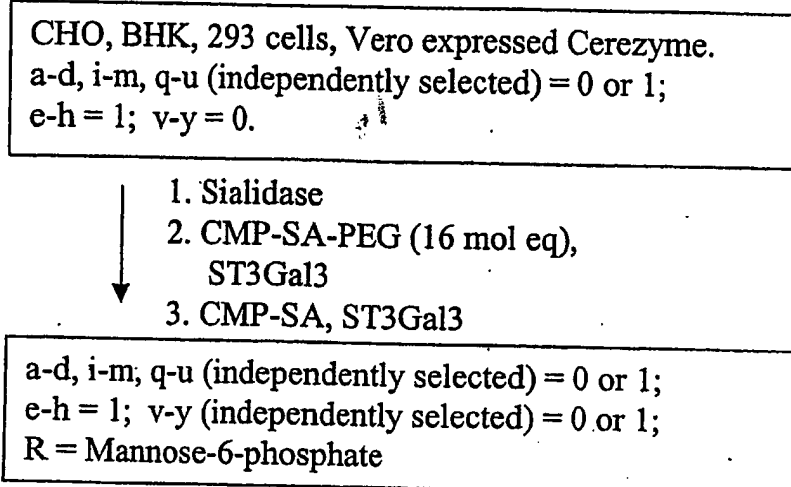 CHO, BHK, 293 cells, Vero expressed Cerezyme.
a-d, i-m, q-u (independently selected) = 0 or 1;
e-h = 1; v-y = 0.
1. Sialidase
2. CMP-SA-PEG (16 mol eq),
ST3Gal3
3. CMP-SA, ST3Gal3
a-d, i-m, q-u (independently selected) = 0 or 1;
e-h = 1; v-y (independently selected) = 0 or 1;
R = Mannose-6-phosphate